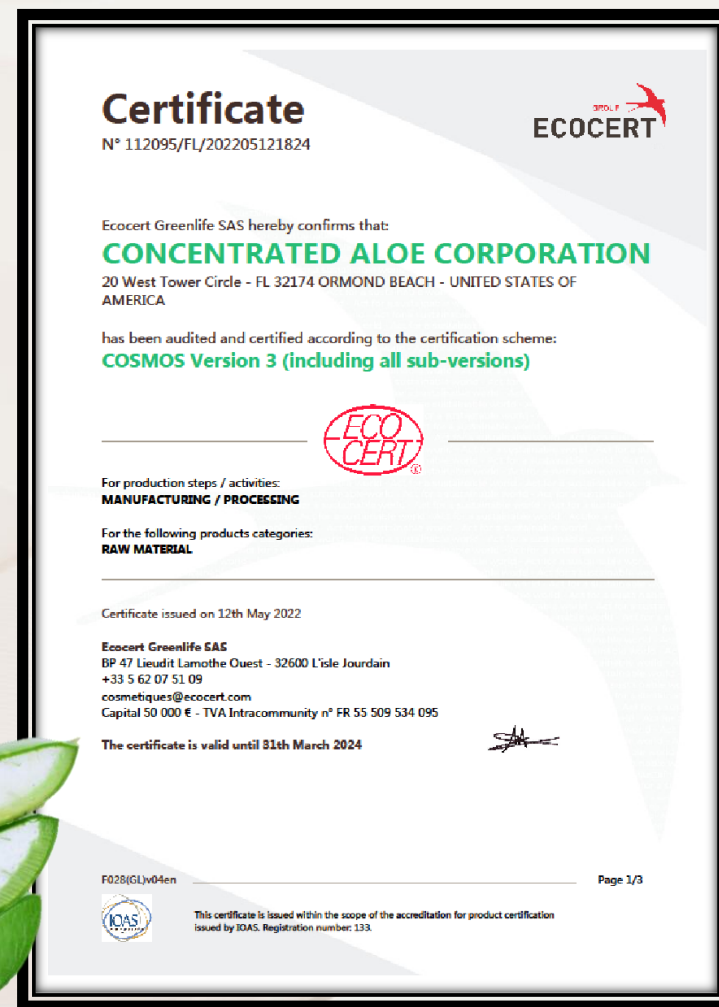 Certificate
N° 112095/FL/202205121824
GROUP
ECOCERT
Ecocert Greenlife SAS hereby confirms that:
CONCENTRATED ALOE CORPORATION
20 West Tower Circle - FL 32174 ORMOND BEACH - UNITED STATES OF
AMERICA
has been audited and certified according to the certification scheme:
COSMOS Version 3 (including all sub-versions)
ECO
CERT
®
For production steps / activities:
MANUFACTURING / PROCESSING
For the following products categories:
RAW MATERIAL
Certificate issued on 12th May 2022
Ecocert Greenlife SAS
BP 47 Lieudit Lamothe Ouest - 32600 L'isle Jourdain
+33 5 62 07 51 09
cosmetiques@ecocert.com
Capital 50 000 € - TVA Intracommunity n° FR 55 509 534 095
The certificate is valid until 31th March 2024
F028(GL)v04en
Page 1/3
IOAS
This certificate is issued within the scope of the accreditation for product certification
issued by IOAS. Registration number: 133.